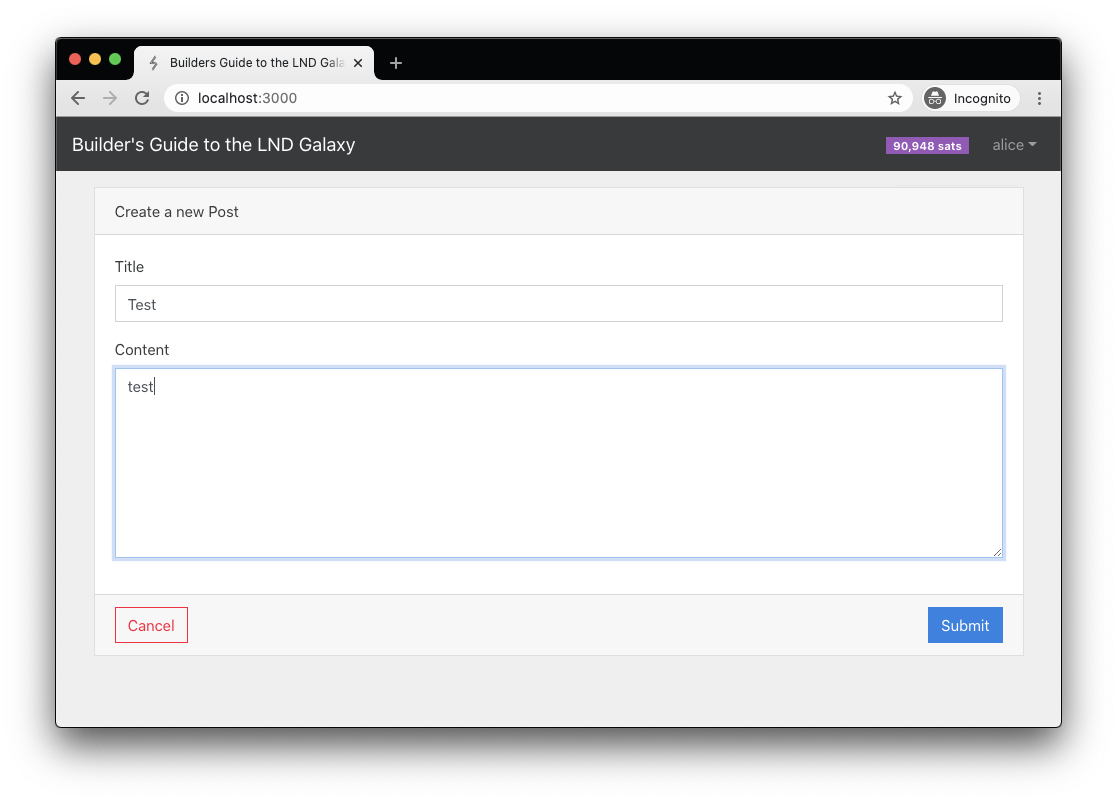 Builders Guide to the LND Gala
localhost:3000
Incognito
Builder's Guide to the LND Galaxy
90,948 sats
alice
Create a new Post
Title
Test
Content
test
Cancel
Submit